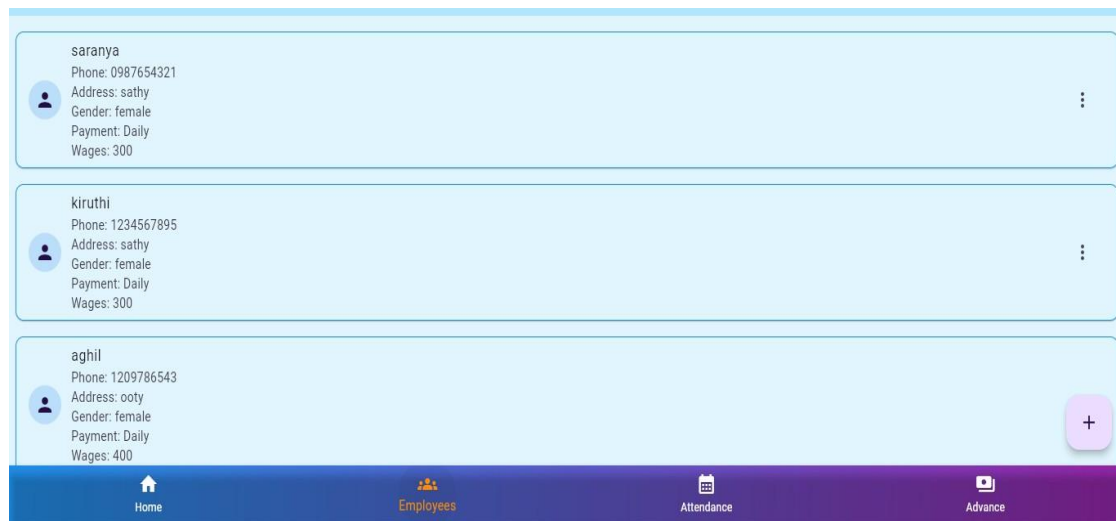 saranya
Phone: 0987654321
Address: sathy
Gender: female
Payment: Daily
Wages: 300
kiruthi
Phone: 1234567895
Address: sathy
Gender: female
Payment: Daily
Wages: 300
aghil
Phone: 1209786543
Address: ooty
Gender: female
Payment: Daily
Wages: 400
+
Home
Employees
Attendance
Advance